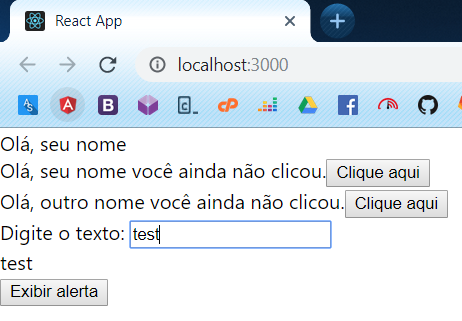 React App
localhost:3000
Olá, seu nome
Olá, seu nome você ainda não clicou. Clique aqui
Olá, outro nome você ainda não clicou. Clique aqui
Digite o texto: test
test
Exibir alerta